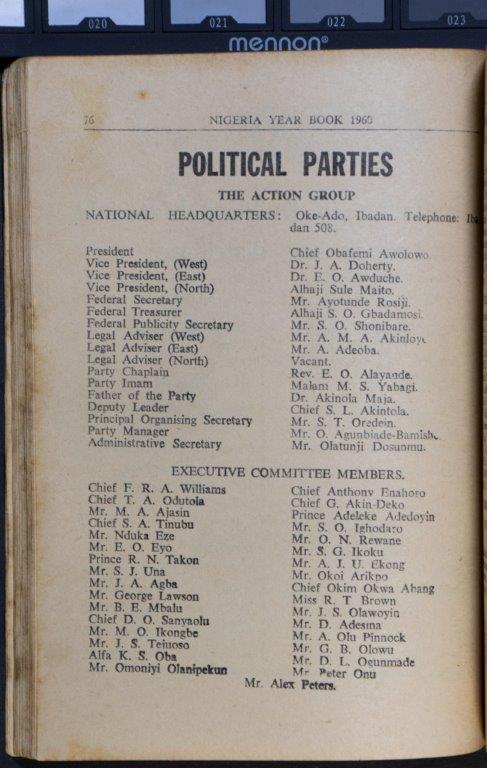 020 021 022 023
mennon®
76 NIGERIA YEAR BOOK 1960
POLITICAL PARTIES
THE ACTION GROUP
NATIONAL HEADQUARTERS: Oke-Ado, Ibadan. Telephone: Iba
dan 508.
President Chief Obafemi Awolowo.
Vice President, (West) Dr. J. A. Doherty.
Vice President, (East) Dr. E. O. Awduche.
Vice President, (North) Alhaji Sule Maito.
Federal Secretary Mr. Ayotunde Rosiji.
Federal Treasurer Alhaji S. O. Gbadamosi.
Federal Publicity Secretary Mr. S. O. Shonibare.
Legal Adviser (West) Mr. A. M. A. Akinloye
Legal Adviser (East) Mr. A. Adeoba.
Legal Adviser (North) Vacant.
Party Chaplain Rev. E. O. Alayande.
Party Imam Malam M. S. Yabagi.
Father of the Party Dr. Akinola Maja.
Deputy Leader Chief S. L. Akintola.
Principal Organising Secretary Mr. S. T. Oredein.
Party Manager Mr. O. Agunbiade-Bamishe
Administrative Secretary Mr. Olatunji Dosunmu.
EXECUTIVE COMMITTEE MEMBERS.
Chief F. R. A. Williams Chief Anthony Enahoro
Chief T. A. Odutola Chief G. Akin-Deko
Mr. M. A. Ajasin Prince Adeleke Adedoyin
Chief S. A. Tinubu Mr. S. O. Ighodaro
Mr. Nduka Eze Mr. O. N. Rewane
Mr. E. O. Eyo Mr. S. G. Ikoku
Prince R. N. Takon Mr. A. J. U. Ekong
Mr. S. J. Una Mr. Okoi Arikpo
Mr. J. A. Agba Chief Okim Okwa Abang
Mr. George Lawson Miss R. T. Brown
Mr. B. E. Mbalu Mr. J. S. Olawoyin
Chief D. O. Sanyaolu Mr. D. Adesina
Mr. M. O. Ikongbe Mr. A. Olu Pinnock
Mr. J. S. Teiuoso Mr. G. B. Olowu
Alfa K. S. Oba Mr. D. L. Ogunmade
Mr. Omoniyi Olanipekun Mr. Peter Onu
Mr. Alex Peters.